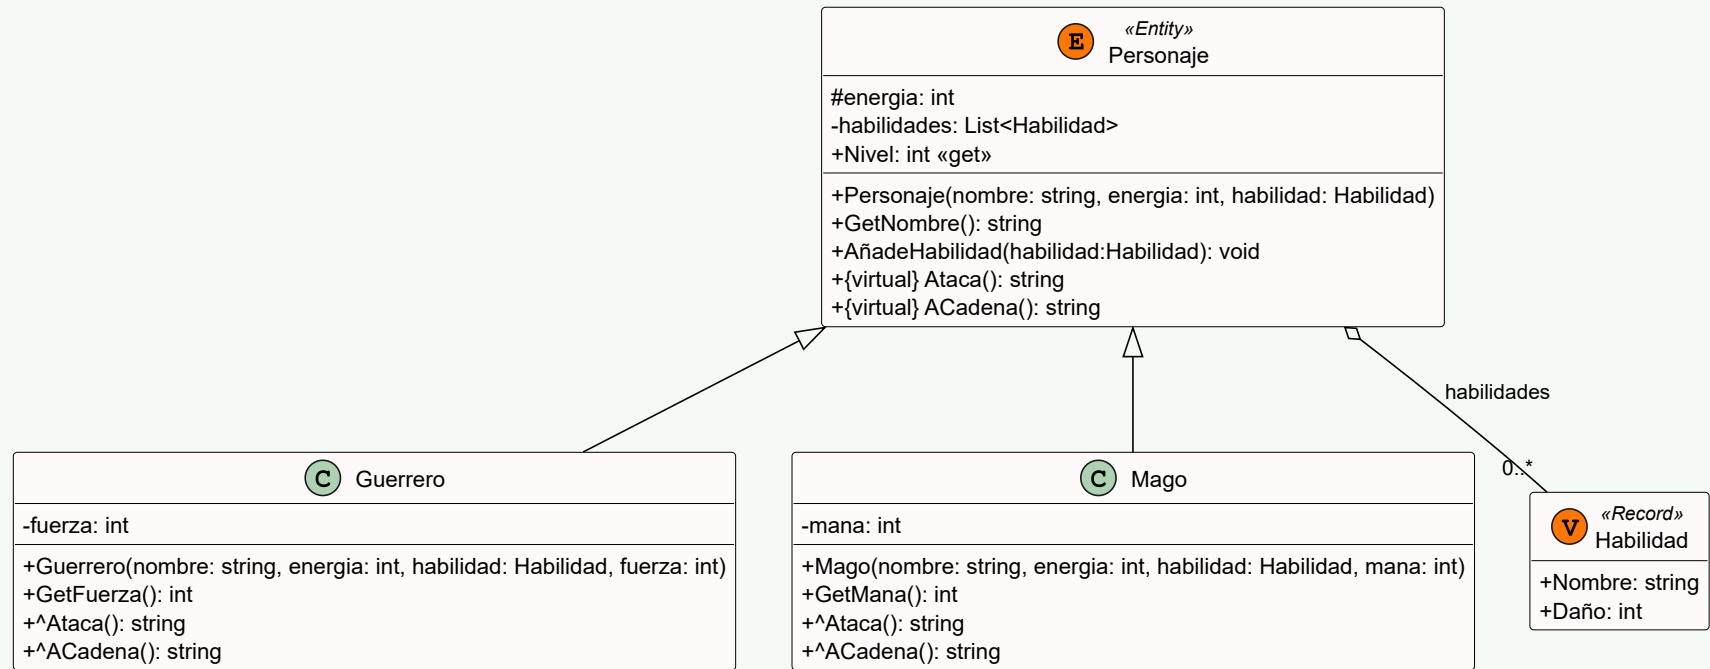 E
«Entity»
Personaje
#energia: int
-habilidades: List<Habilidad>
+Nivel: int «get»
+Personaje(nombre: string, energia: int, habilidad: Habilidad)
+GetNombre(): string
+AñadeHabilidad(habilidad:Habilidad): void
+{virtual} Ataca(): string
+{virtual} ACadena(): string
habilidades
0..*
C Guerrero
-fuerza: int
+Guerrero(nombre: string, energia: int, habilidad: Habilidad, fuerza: int)
+GetFuerza(): int
+^Ataca(): string
+^ACadena(): string
C Mago
-mana: int
+Mago(nombre: string, energia: int, habilidad: Habilidad, mana: int)
+GetMana(): int
+^Ataca(): string
+^ACadena(): string
V
«Record»
Habilidad
+Nombre: string
+Daño: int